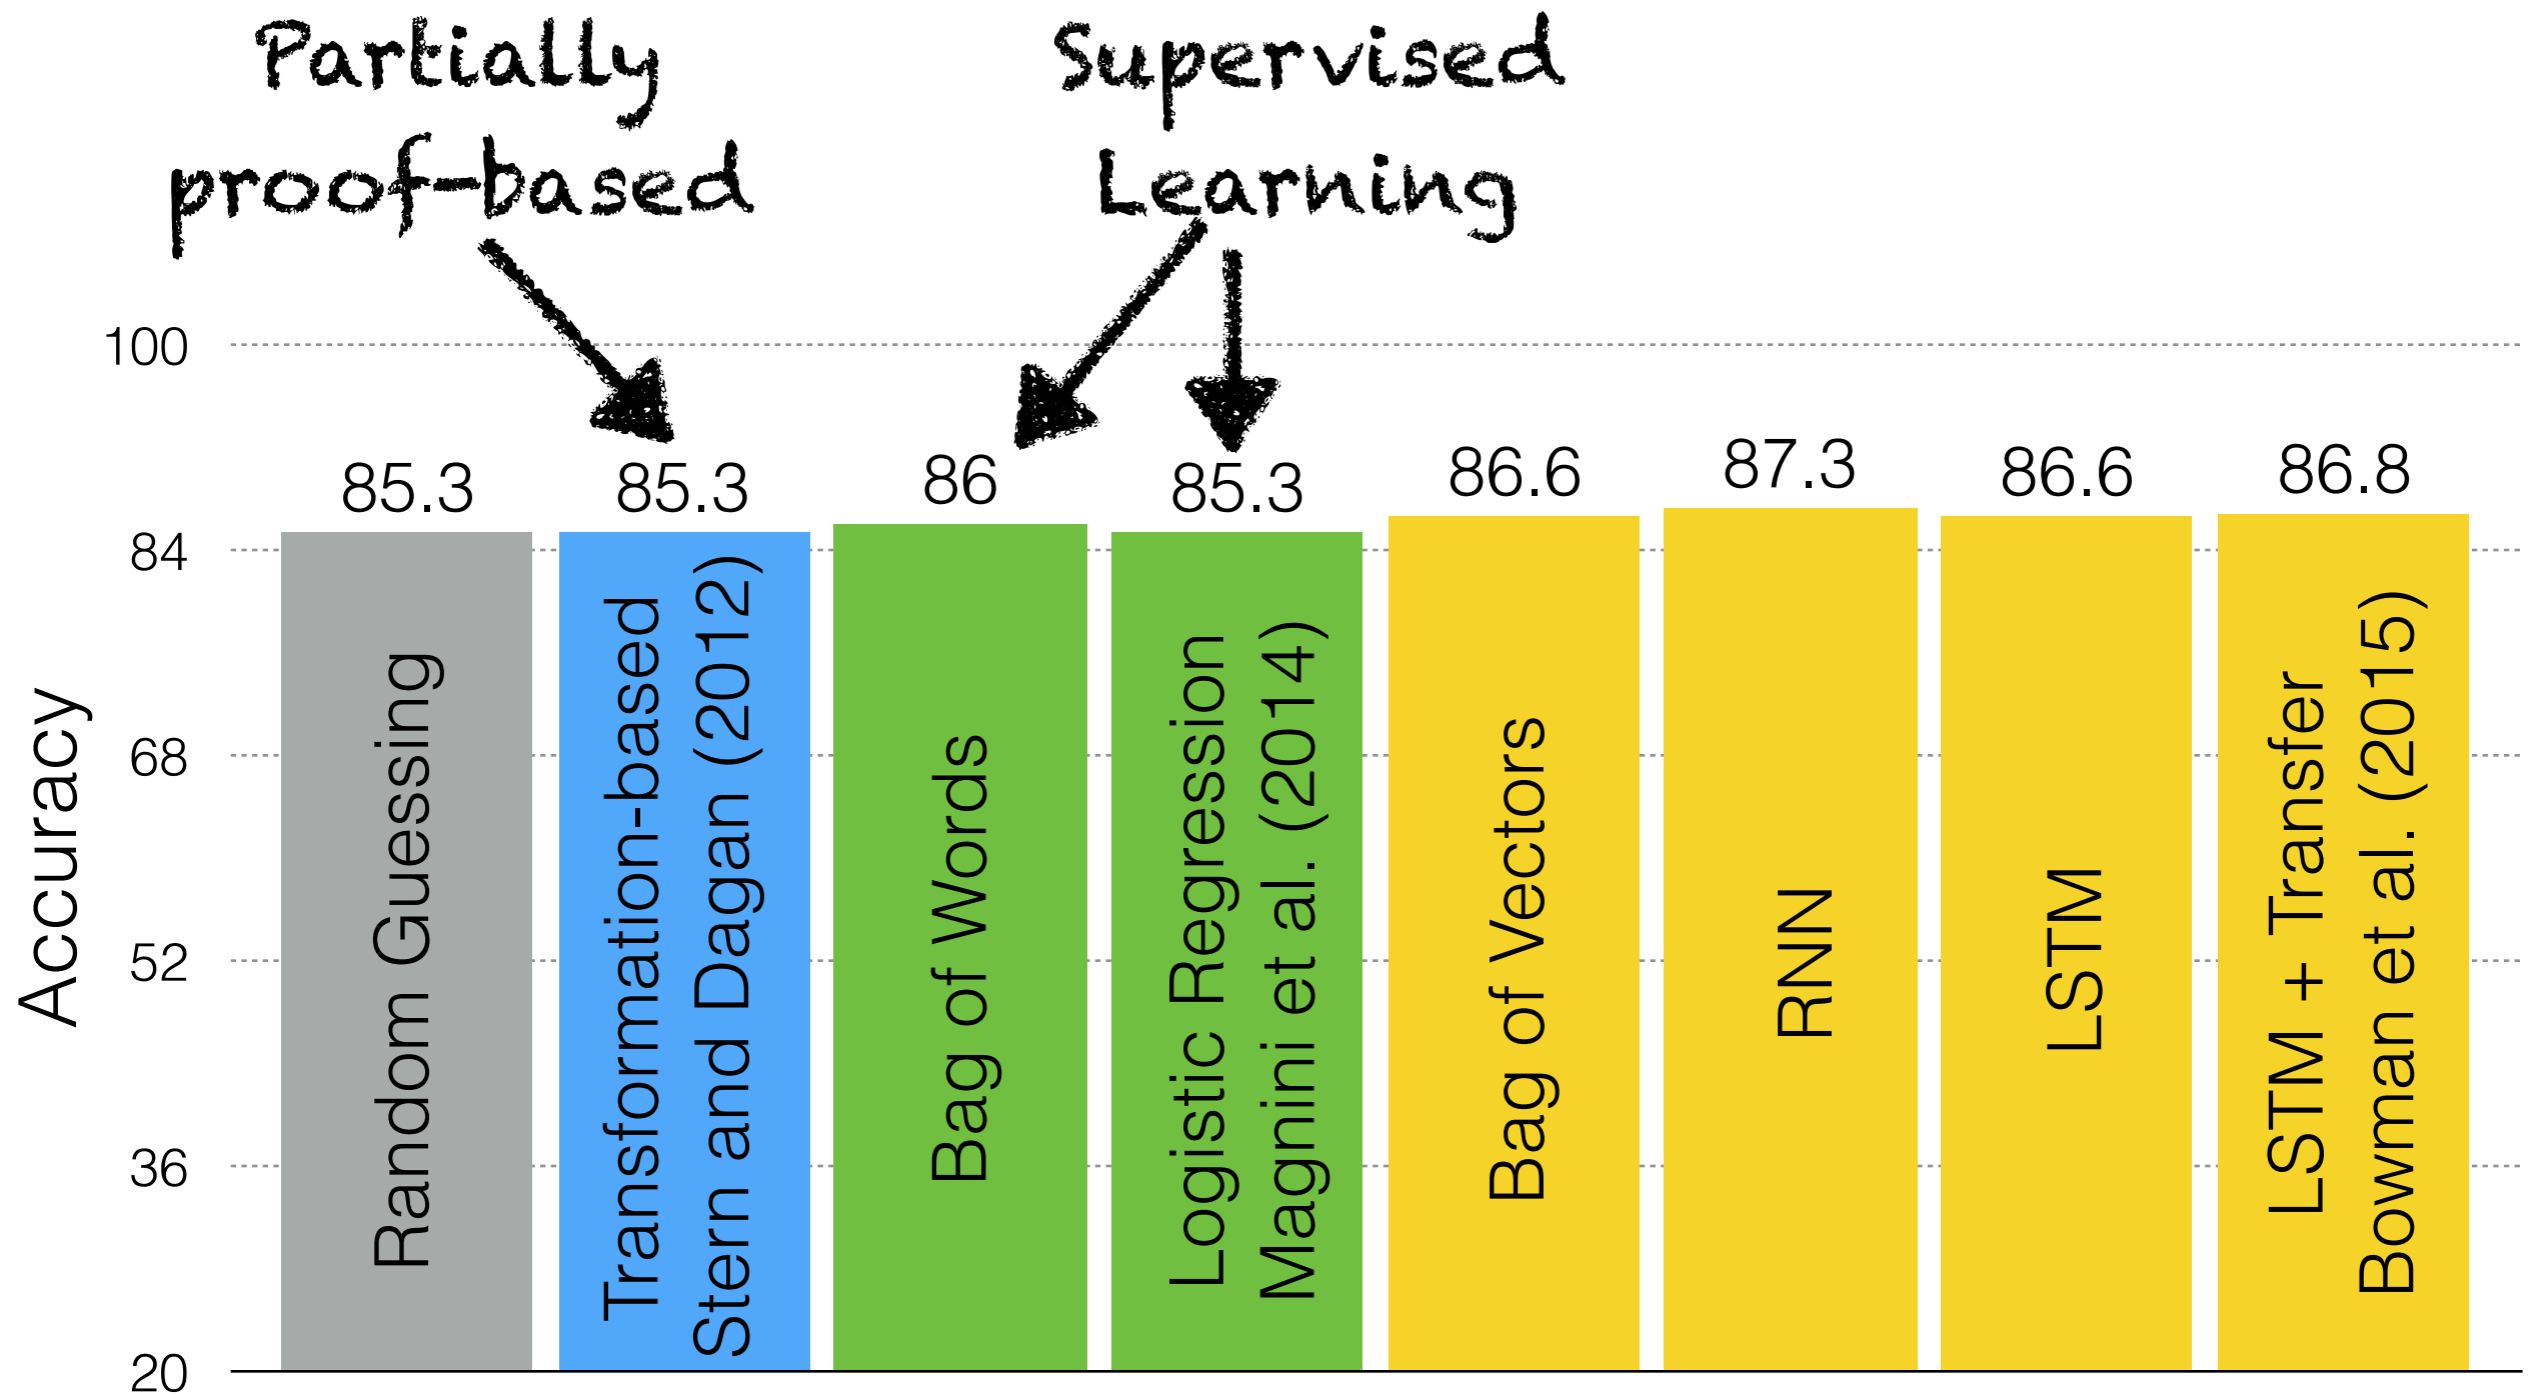 Partially
proof-based
Supervised
Learning
Accuracy
100
84
68
52
36
20
85.3
85.3
86
85.3
86.6
87.3
86.6
86.8
Random Guessing
Transformation-based
Stern and Dagan (2012)
Bag of Words
Logistic Regression
Magnini et al. (2014)
Bag of Vectors
RNN
LSTM
LSTM + Transfer
Bowman et al. (2015)